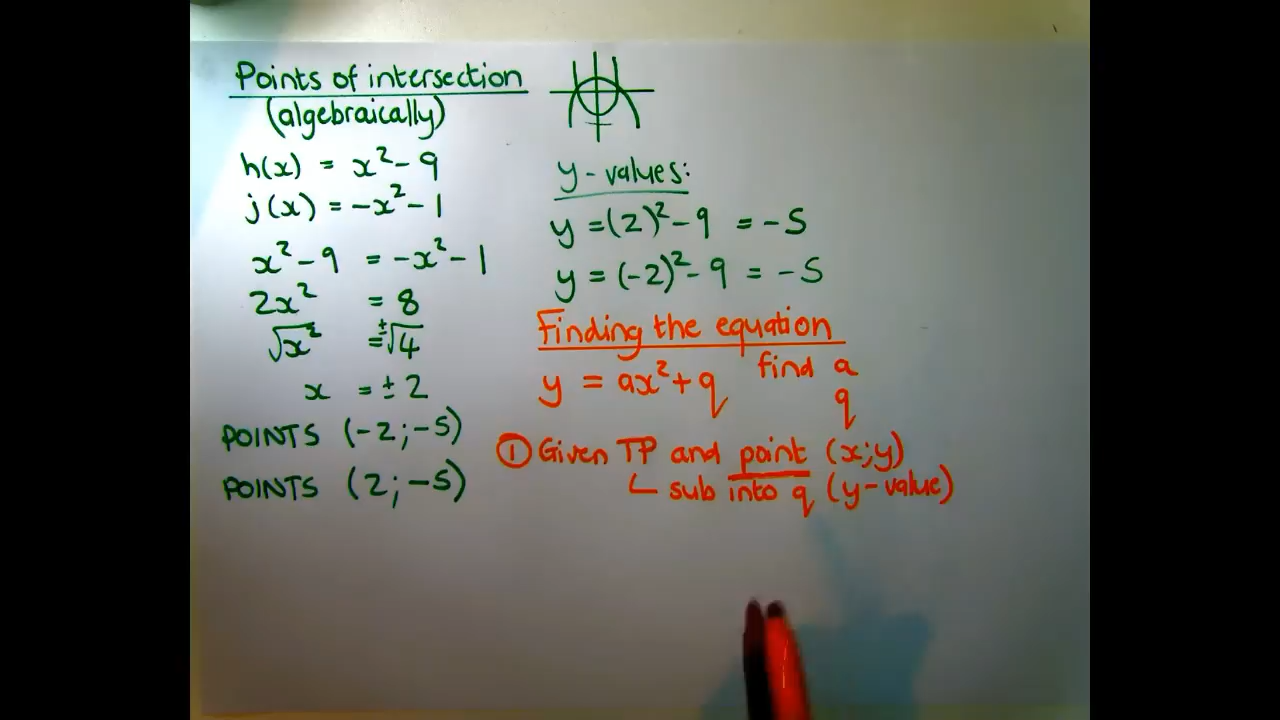 Points of intersection
(algebraically)
h(x) = x² - 9
j(x) = -x² - 1
x² - 9 = -x² - 1
2x² = 8
√x² = ±√4
x = ± 2
POINTS (-2;-5)
POINTS (2;-5)
y - values:
y = (2)² - 9 = -5
y = (-2)² - 9 = -5
Finding the equation
y = ax² + q find a
q
① Given TP and point (x;y)
sub into q (y-value)